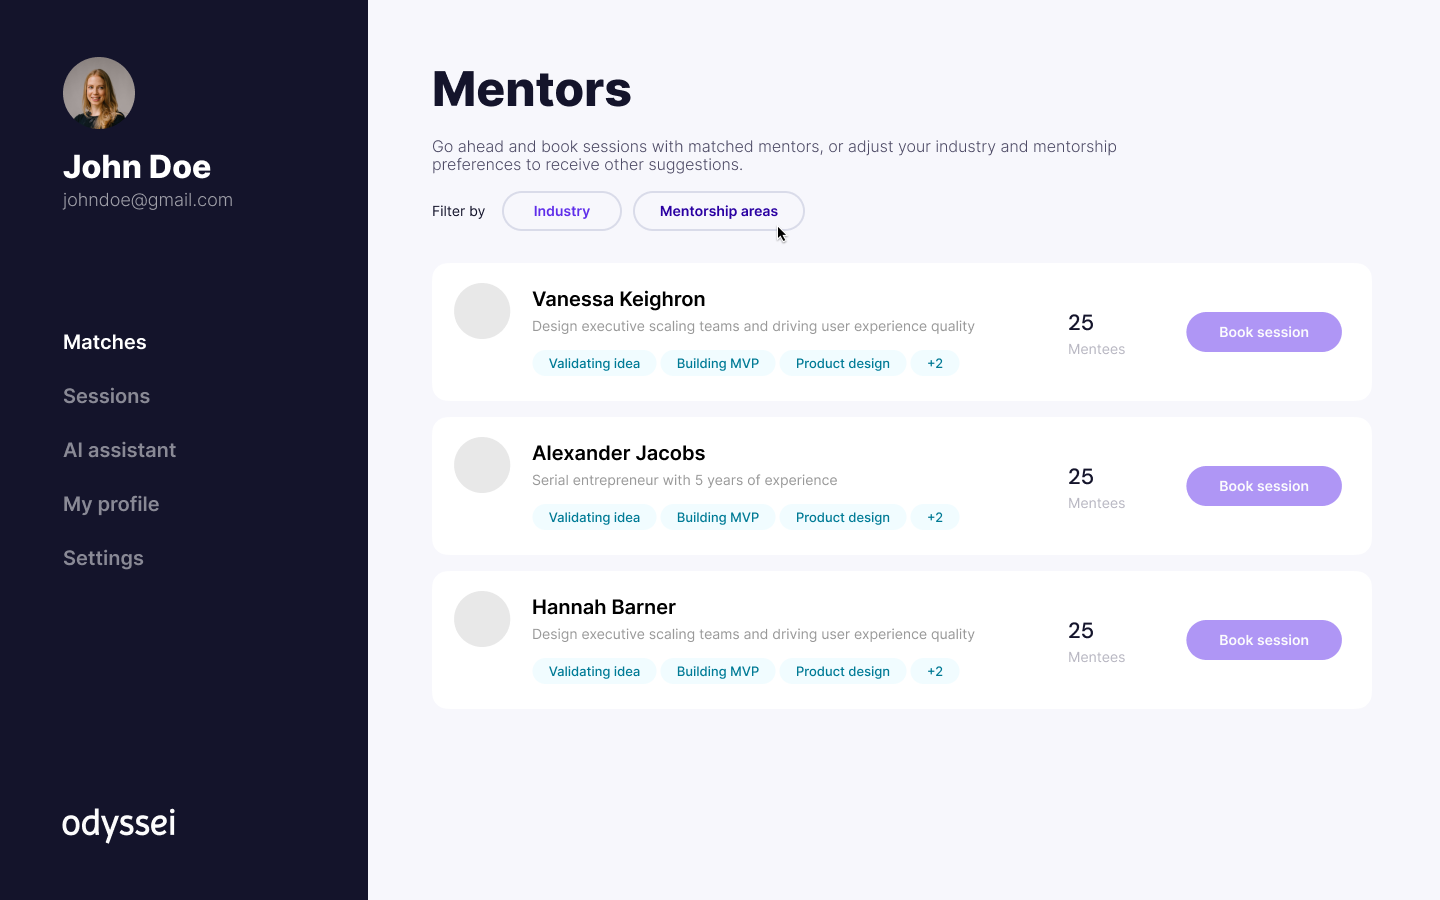 John Doe
johndoe@gmail.com
Matches
Sessions
AI assistant
My profile
Settings
odyssei
Mentors
Go ahead and book sessions with matched mentors, or adjust your industry and mentorship
preferences to receive other suggestions.
Filter by Industry Mentorship areas
Vanessa Keighron
Design executive scaling teams and driving user experience quality
Validating idea Building MVP Product design +2
25
Mentees
Book session
Alexander Jacobs
Serial entrepreneur with 5 years of experience
Validating idea Building MVP Product design +2
25
Mentees
Book session
Hannah Barner
Design executive scaling teams and driving user experience quality
Validating idea Building MVP Product design +2
25
Mentees
Book session